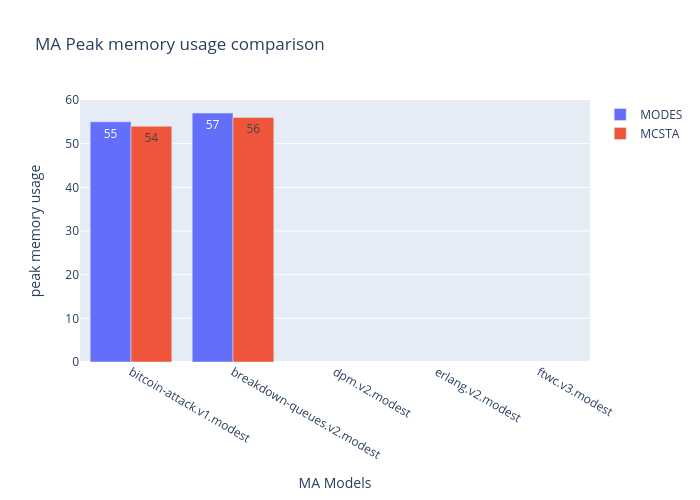 MA Peak memory usage comparison
MODES
MCSTA
60
50
40
30
20
10
0
peak memory usage
55
54
57
56
bitcoin-attack.v1.modest
breakdown-queues.v2.modest
dpm.v2.modest
erlang.v2.modest
ftwc.v3.modest
MA Models